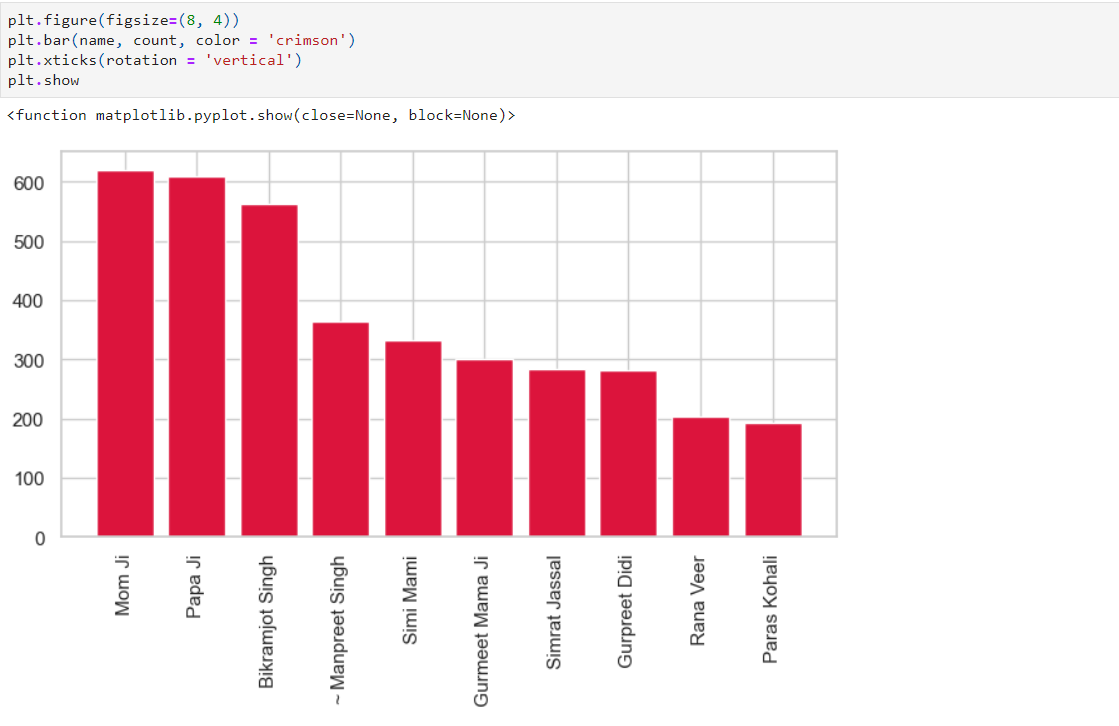 plt.figure(figsize=(8, 4))
plt.bar(name, count, color = 'crimson')
plt.xticks(rotation = 'vertical')
plt.show
<function matplotlib.pyplot.show(close=None, block=None)>
600
500
400
300
200
100
0
Mom Ji
Papa Ji
Bikramjot Singh
~ Manpreet Singh
Simi Mami
Gurmeet Mama Ji
Simrat Jassal
Gurpreet Didi
Rana Veer
Paras Kohali